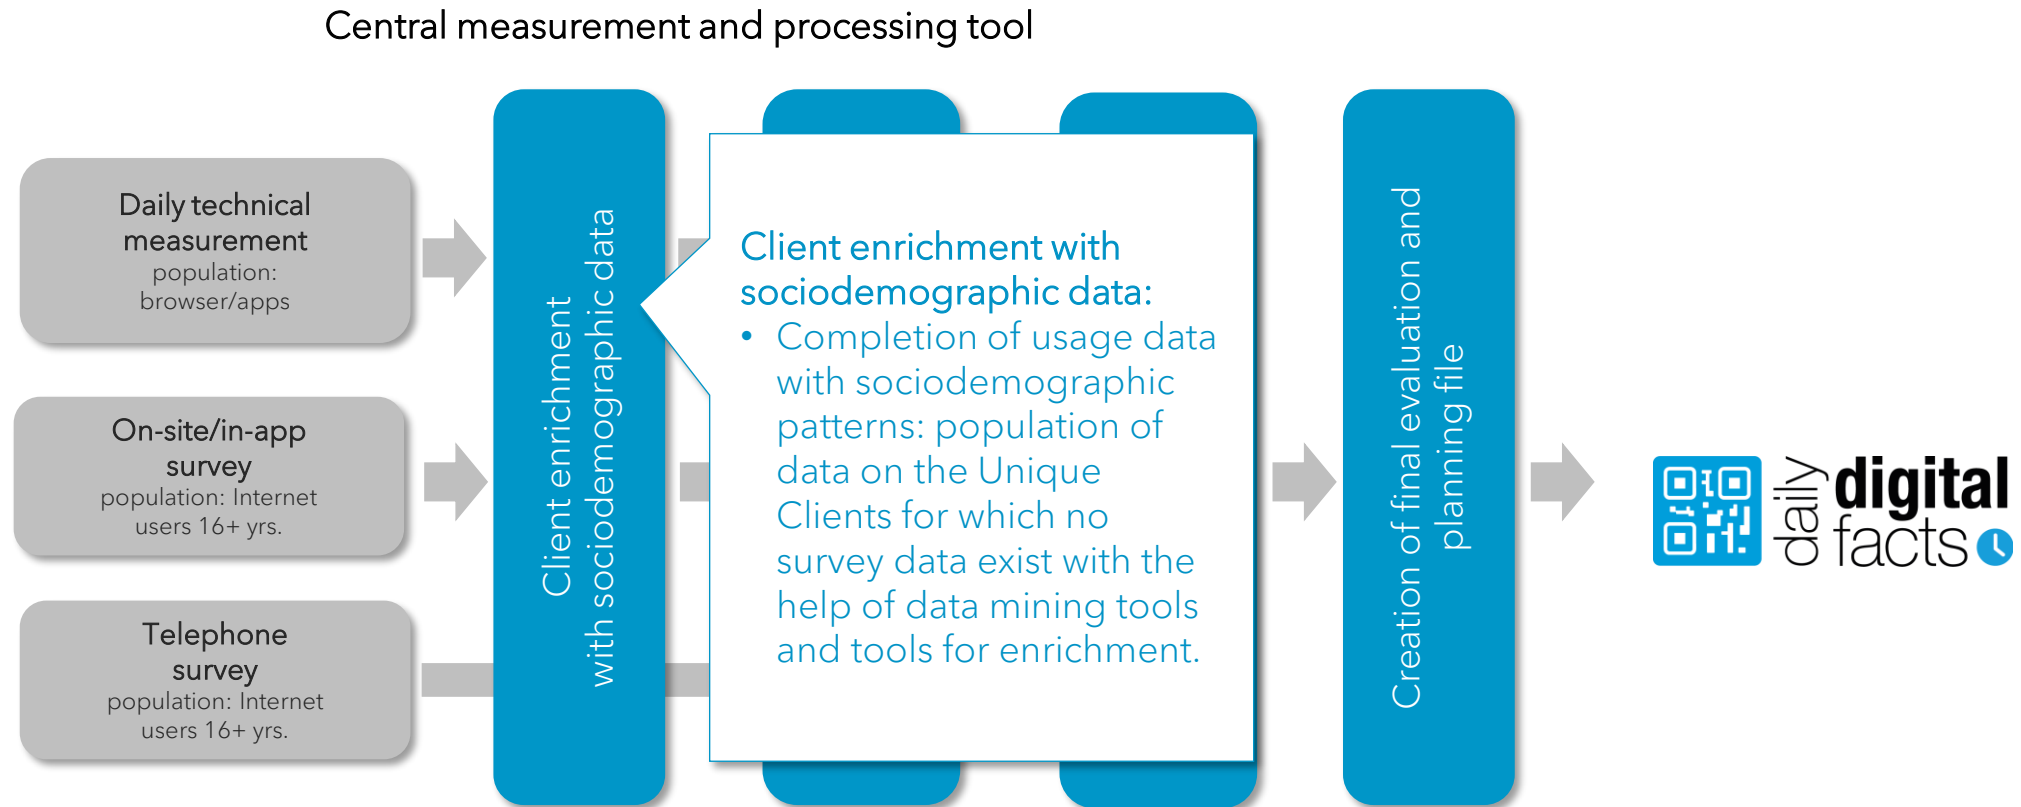 Central measurement and processing tool
Daily technical
measurement
population:
browser/apps
On-site/in-app
survey
population: Internet
users 16+ yrs.
Telephone
survey
population: Internet
users 16+ yrs.
Client enrichment
with sociodemographic data
Client enrichment with
sociodemographic data:
• Completion of usage data
with sociodemographic
patterns: population of
data on the Unique
Clients for which no
survey data exist with the
help of data mining tools
and tools for enrichment.
Creation of final evaluation and
planning file
daily
digital
facts